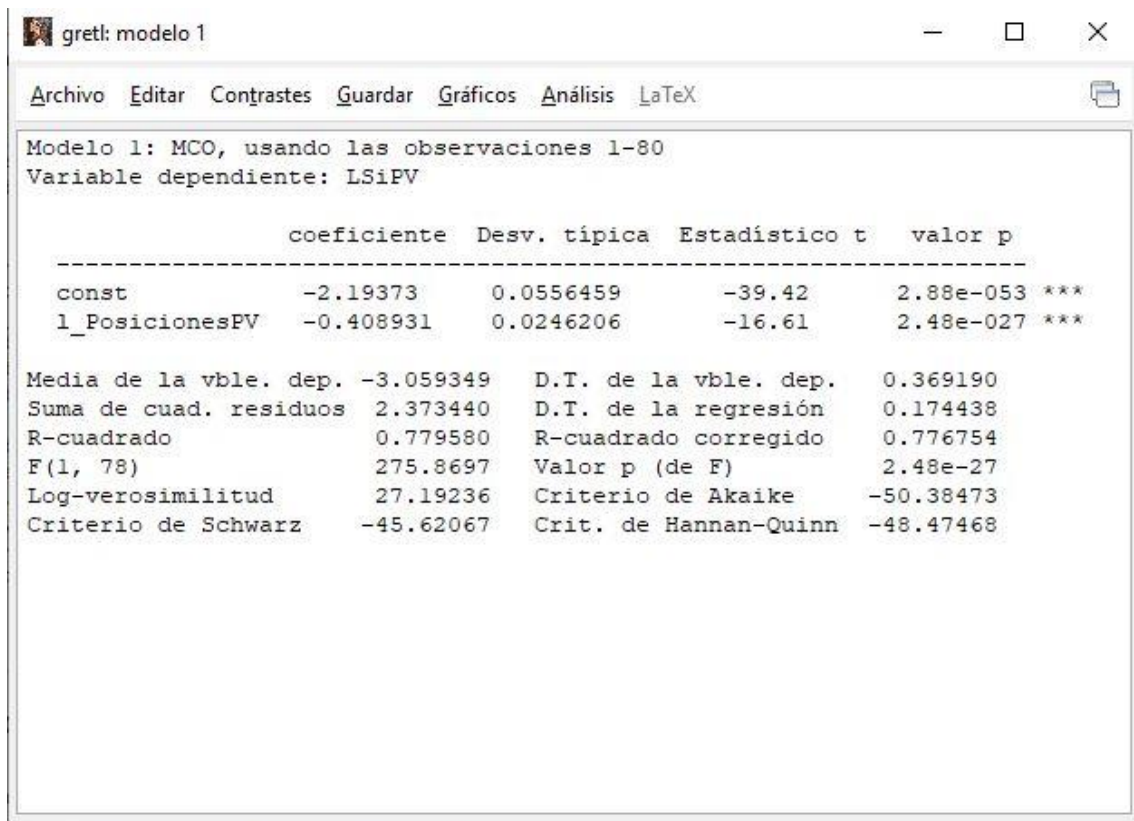 gretl: modelo 1
Archivo Editar Contrastes Guardar Gráficos Análisis LaTeX
Modelo 1: MCO, usando las observaciones 1-80
Variable dependiente: LSiPV
coeficiente Desv. típica Estadístico t valor p
---------------------------------------------------------------------
const -2.19373 0.0556459 -39.42 2.88e-053 ***
l_PosicionesPV -0.408931 0.0246206 -16.61 2.48e-027 ***
Media de la vble. dep. -3.059349 D.T. de la vble. dep. 0.369190
Suma de cuad. residuos 2.373440 D.T. de la regresión 0.174438
R-cuadrado 0.779580 R-cuadrado corregido 0.776754
F(1, 78) 275.8697 Valor p (de F) 2.48e-27
Log-verosimilitud 27.19236 Criterio de Akaike -50.38473
Criterio de Schwarz -45.62067 Crit. de Hannan-Quinn -48.47468